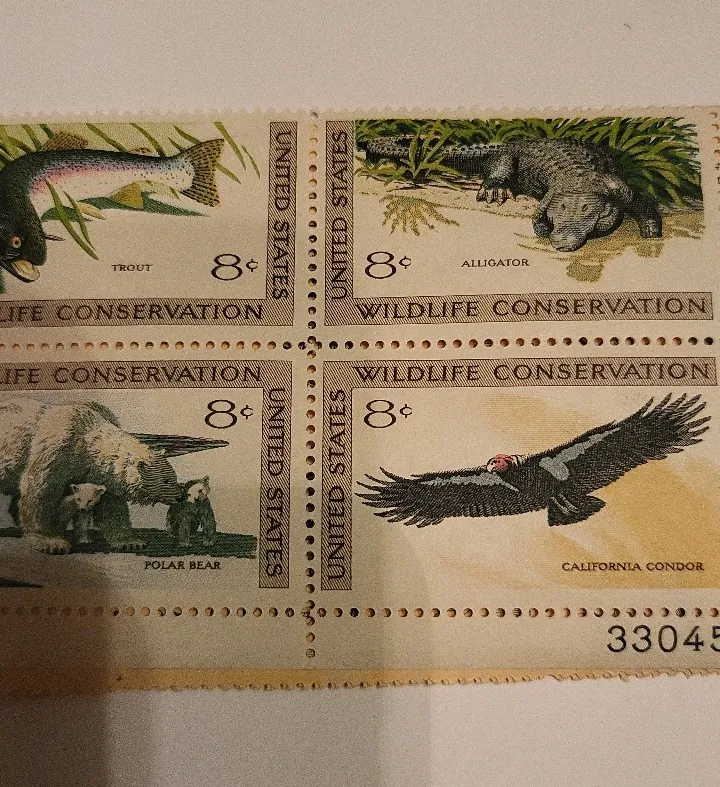 UNITED STATES
TROUT 8¢
LIFE CONSERVATION
UNITED STATES
8¢ ALLIGATOR
WILDLIFE CONSERVATION
LIFE CONSERVATION
8¢
UNITED STATES
POLAR BEAR
WILDLIFE CONSERVATION
UNITED STATES
8¢
CALIFORNIA CONDOR
33045